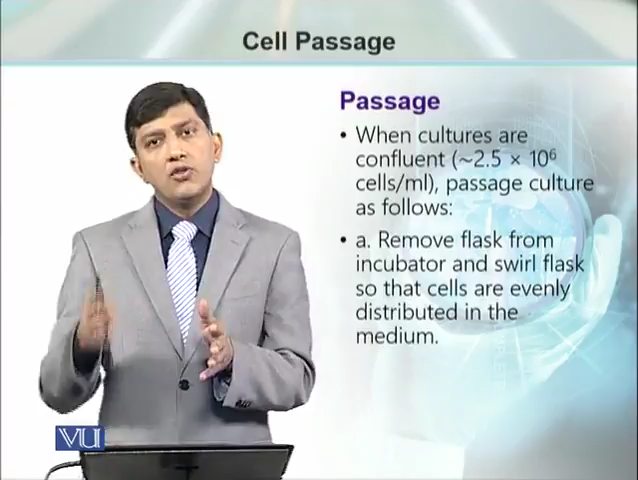 Cell Passage
Passage
• When cultures are
confluent (~2.5 × 10⁶
cells/ml), passage culture
as follows:
• a. Remove flask from
incubator and swirl flask
so that cells are evenly
distributed in the
medium.
VU